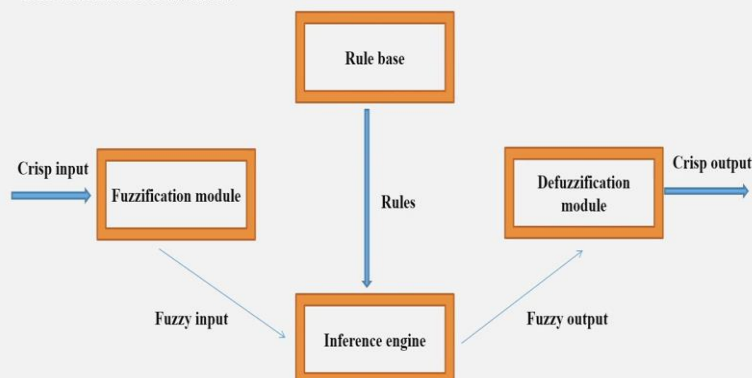 Rule base
Crisp input
Fuzzification module
Rules
Defuzzification
module
Crisp output
Fuzzy input
Inference engine
Fuzzy output